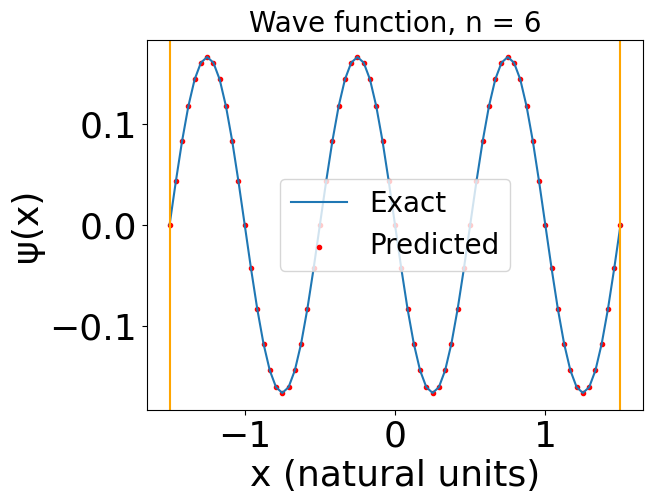 Wave function, n = 6
ψ(x)
0.1
0.0
−0.1
Exact
Predicted
−1
0
1
x (natural units)